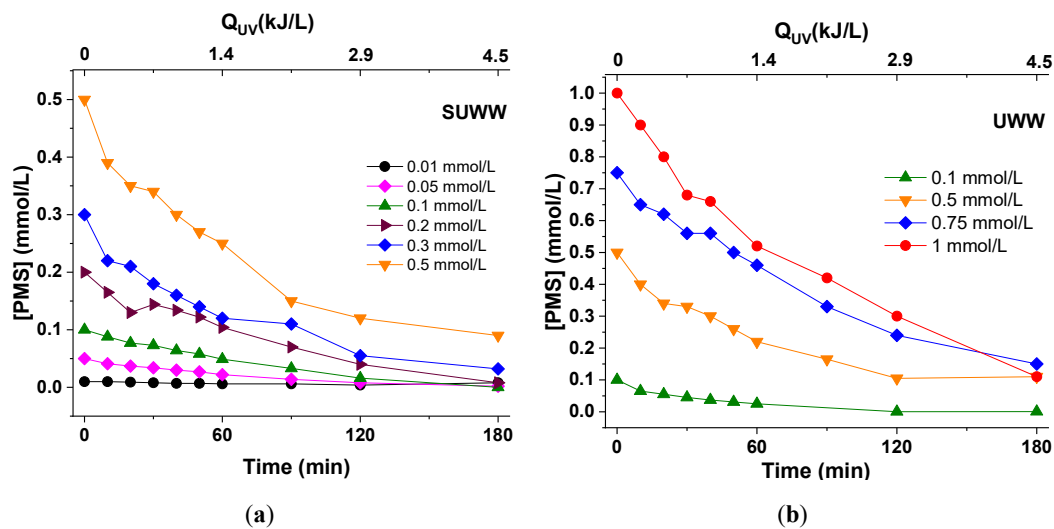 Q_UV(kJ/L)
0 1.4 2.9 4.5
SUWW
0.01 mmol/L
0.05 mmol/L
0.1 mmol/L
0.2 mmol/L
0.3 mmol/L
0.5 mmol/L
0.5
0.4
0.3
0.2
0.1
0.0
[PMS] (mmol/L)
0 60 120 180
Time (min)
(a)
Q_UV(kJ/L)
0 1.4 2.9 4.5
UWW
0.1 mmol/L
0.5 mmol/L
0.75 mmol/L
1 mmol/L
1.0
0.9
0.8
0.7
0.6
0.5
0.4
0.3
0.2
0.1
0.0
[PMS] (mmol/L)
0 60 120 180
Time (min)
(b)